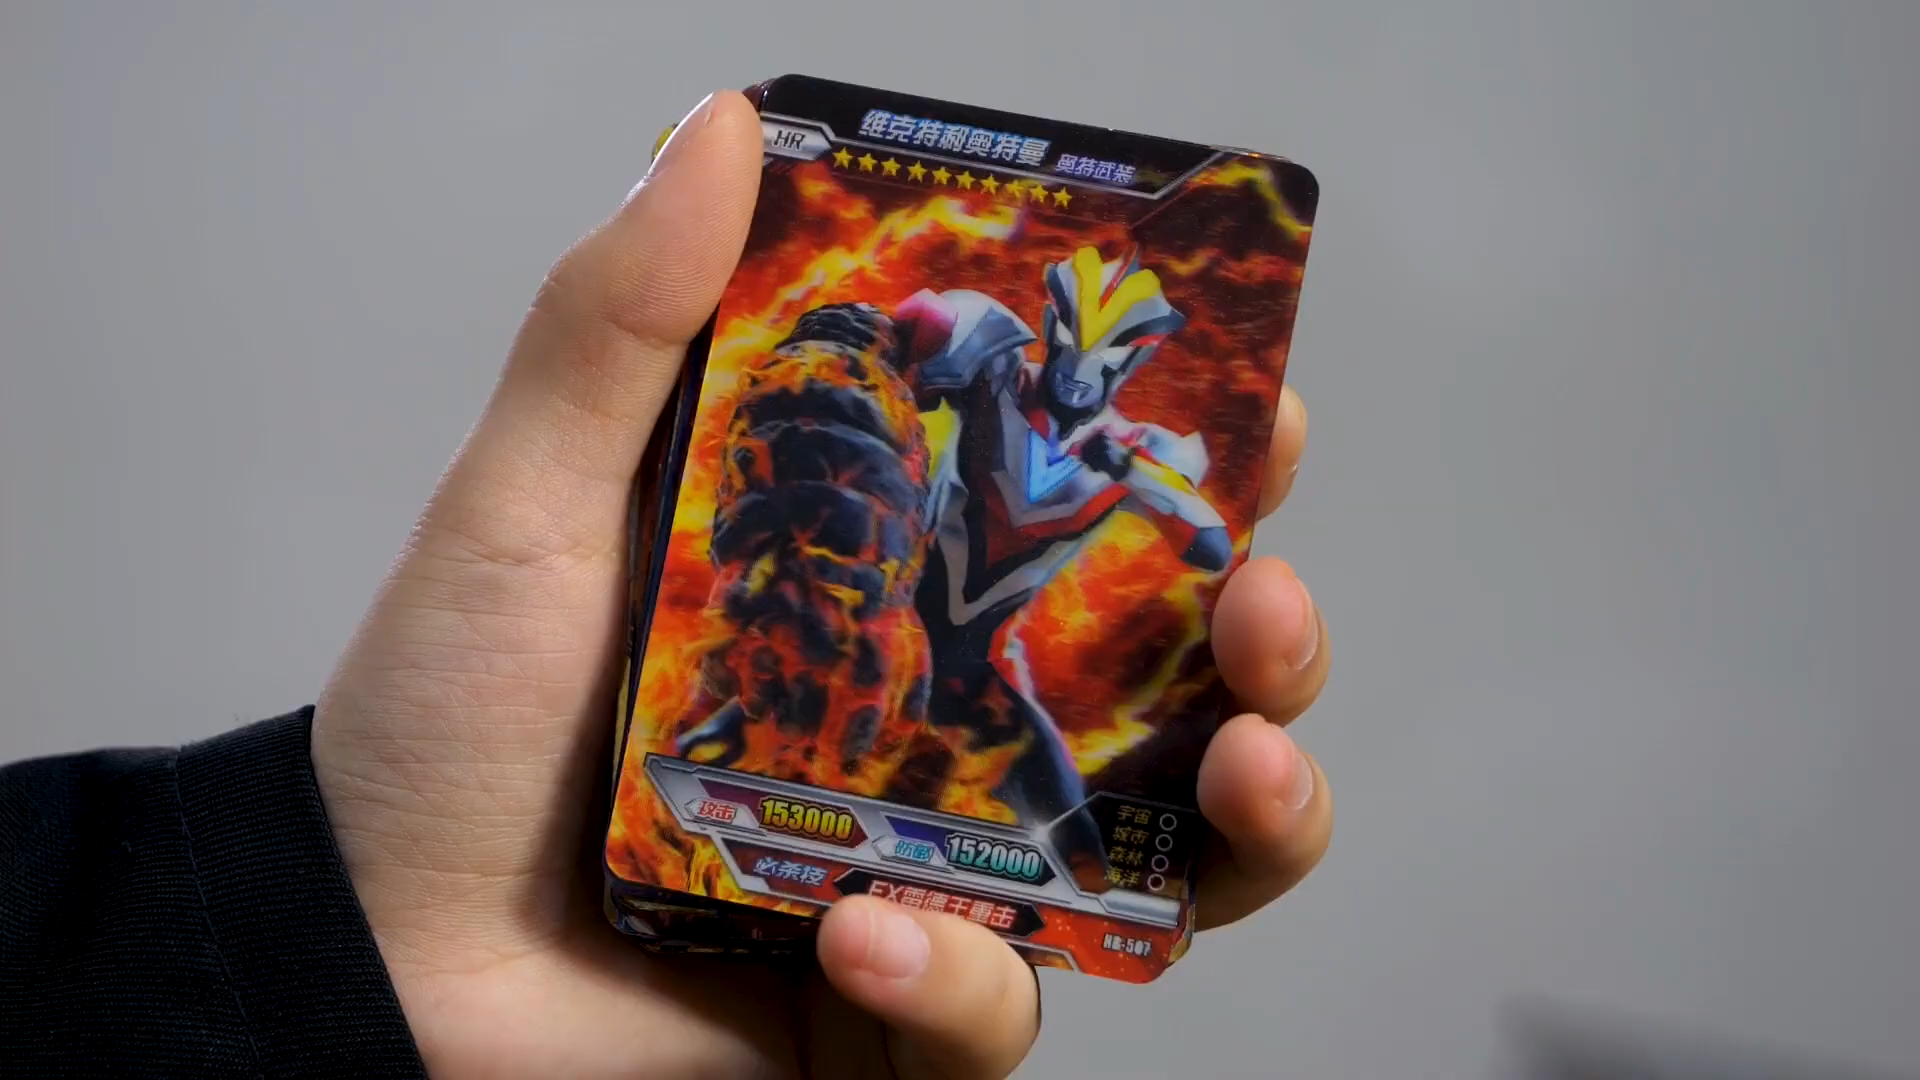 HR
维克特利奥特曼 奥特武装
攻击 153000
防御 152000
必杀技 EX雷德王重击
宇宙
城市
森林
海洋
HR-507